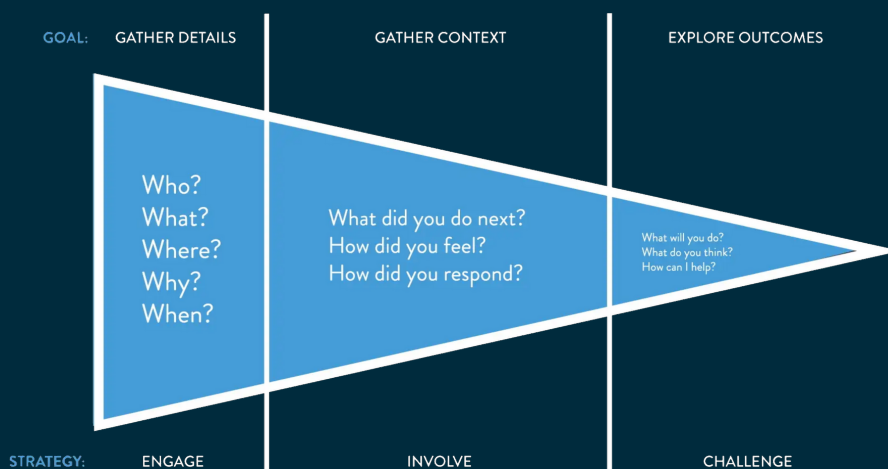 GOAL: GATHER DETAILS GATHER CONTEXT EXPLORE OUTCOMES
Who?
What?
Where?
Why?
When?
What did you do next?
How did you feel?
How did you respond?
What will you do?
What do you think?
How can I help?
STRATEGY: ENGAGE INVOLVE CHALLENGE